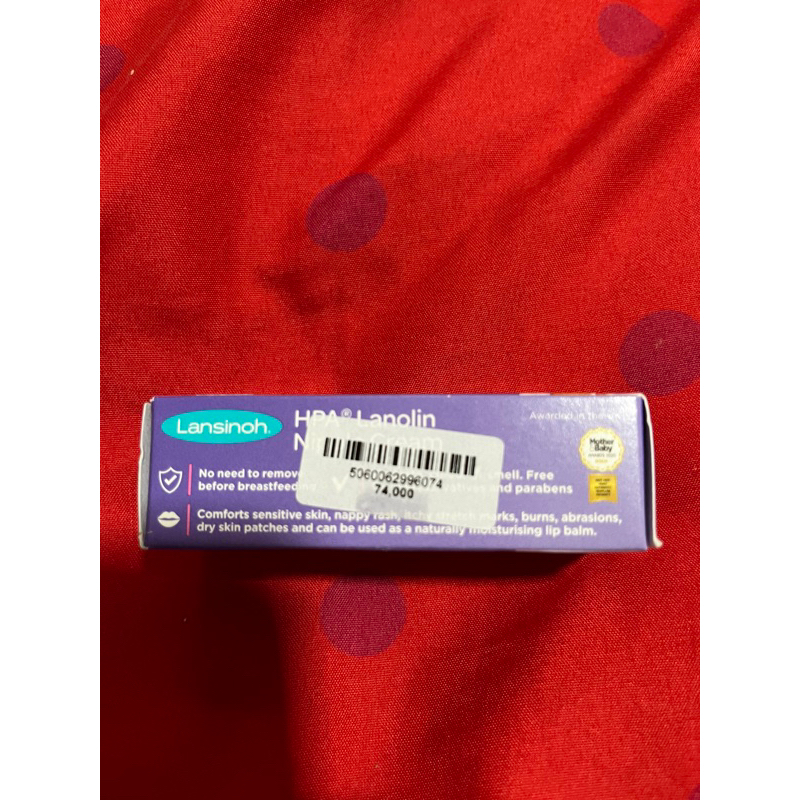 Lansinoh®
HPA® Lanolin
Cream
Awarded in the
Mother
&Baby
5060062996074
74,000
No need to remove
before breastfeeding
smell. Free
and parabens
Comforts sensitive skin, nappy rash, itchy stretch marks, burns, abrasions,
dry skin patches and can be used as a naturally moisturising lip balm.